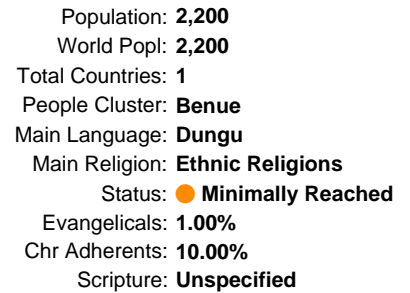 Population: 2,200
World Popl: 2,200
Total Countries: 1
People Cluster: Benue
Main Language: Dungu
Main Religion: Ethnic Religions
Status: Minimally Reached
Evangelicals: 1.00%
Chr Adherents: 10.00%
Scripture: Unspecified